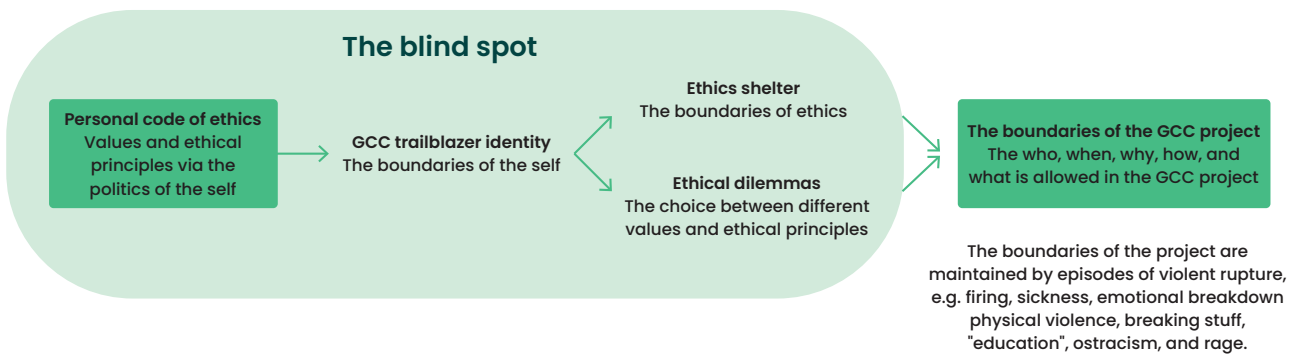 The blind spot
Personal code of ethics
Values and ethical
principles via the
politics of the self
GCC trailblazer identity
The boundaries of the self
Ethics shelter
The boundaries of ethics
Ethical dilemmas
The choice between different
values and ethical principles
The boundaries of the GCC project
The who, when, why, how, and
what is allowed in the GCC project
The boundaries of the project are
maintained by episodes of violent rupture,
e.g. firing, sickness, emotional breakdown
physical violence, breaking stuff,
"education", ostracism, and rage.